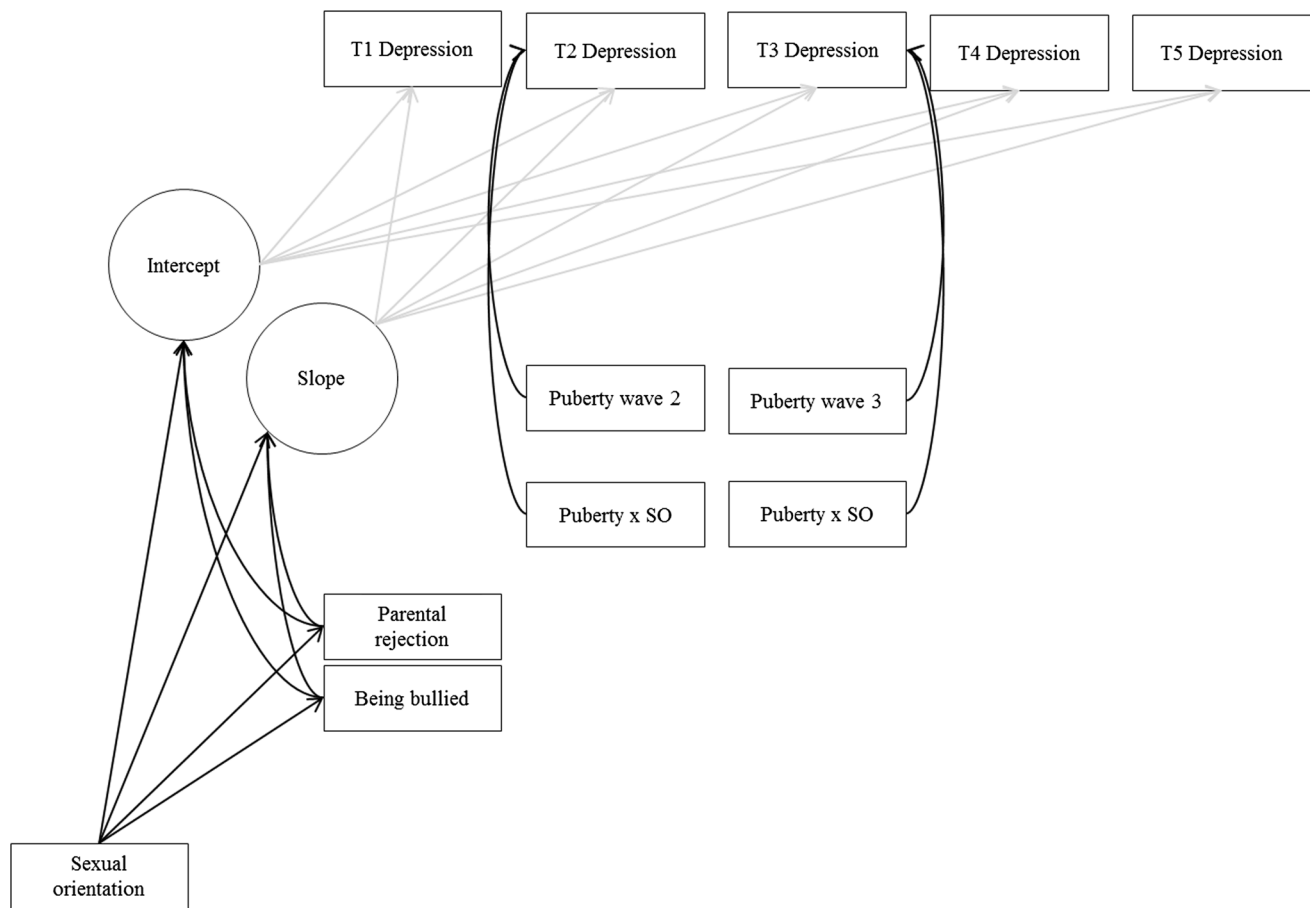 T1 Depression
T2 Depression
T3 Depression
T4 Depression
T5 Depression
Intercept
Slope
Puberty wave 2
Puberty wave 3
Puberty x SO
Puberty x SO
Parental
rejection
Being bullied
Sexual
orientation